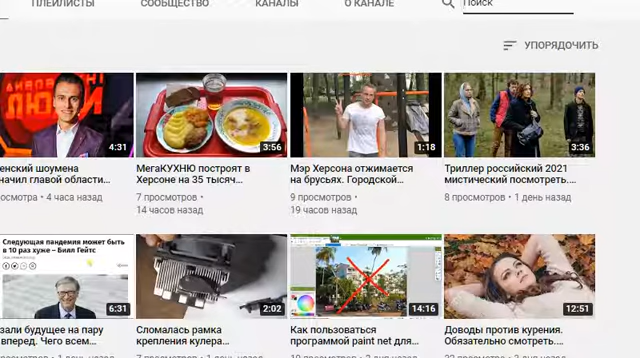 ПЛЕЙЛИСТЫ СООБЩЕСТВО КАНАЛЫ О КАНАЛЕ Поиск
УПОРЯДОЧИТЬ
4:31
3:56
1:18
3:36
енский шоумена
начил главой области...
осмотра • 4 часа назад
МегаКУХНЮ построят в
Херсоне на 35 тысяч...
7 просмотров •
14 часов назад
Мэр Херсона отжимается
на брусьях. Городской...
9 просмотров •
19 часов назад
Триллер российский 2021
мистический посмотреть....
8 просмотров • 1 день назад
Следующая пандемия может быть
в 10 раз хуже – Билл Гейтс
6:31
2:02
14:16
12:51
зали будущее на пару
вперед. Чего всем...
Сломалась рамка
крепления кулера...
Как пользоваться
программой paint net для...
Доводы против курения.
Обязательно смотреть....